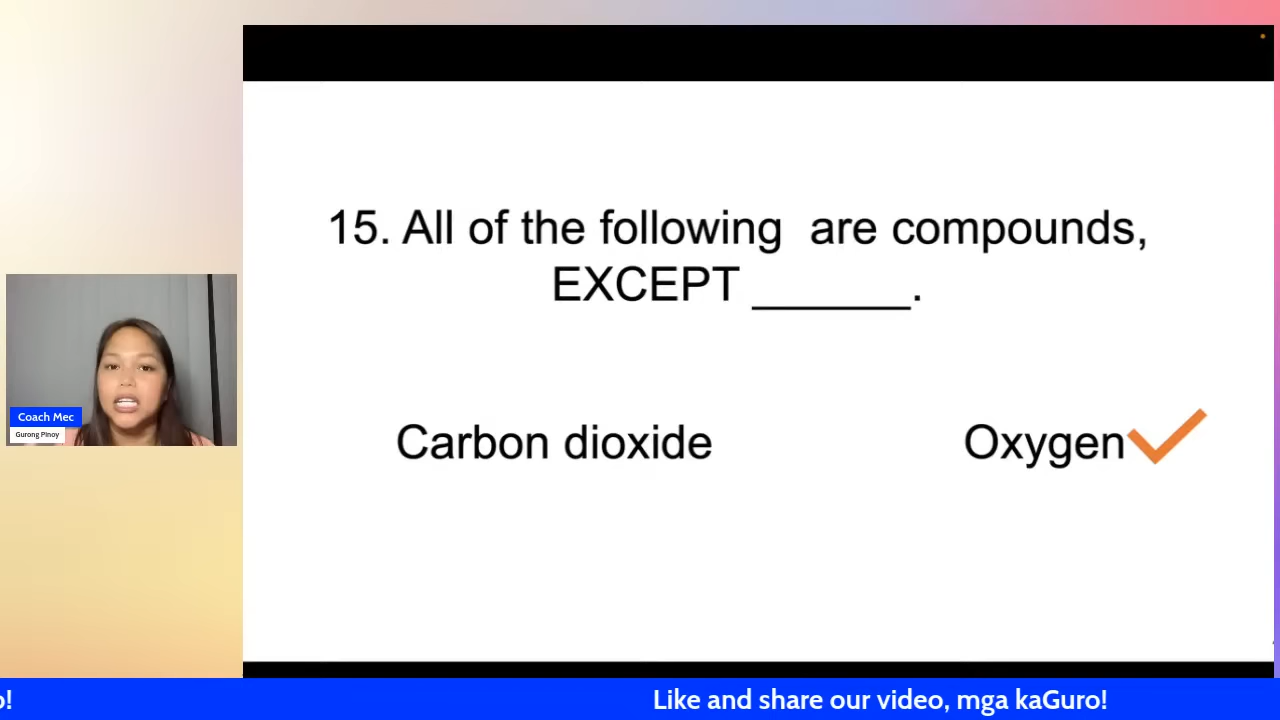 15. All of the following are compounds,
EXCEPT ______.
Carbon dioxide
Oxygen
Coach Mec
Gurong Pinoy
o!
Like and share our video, mga kaGuro!